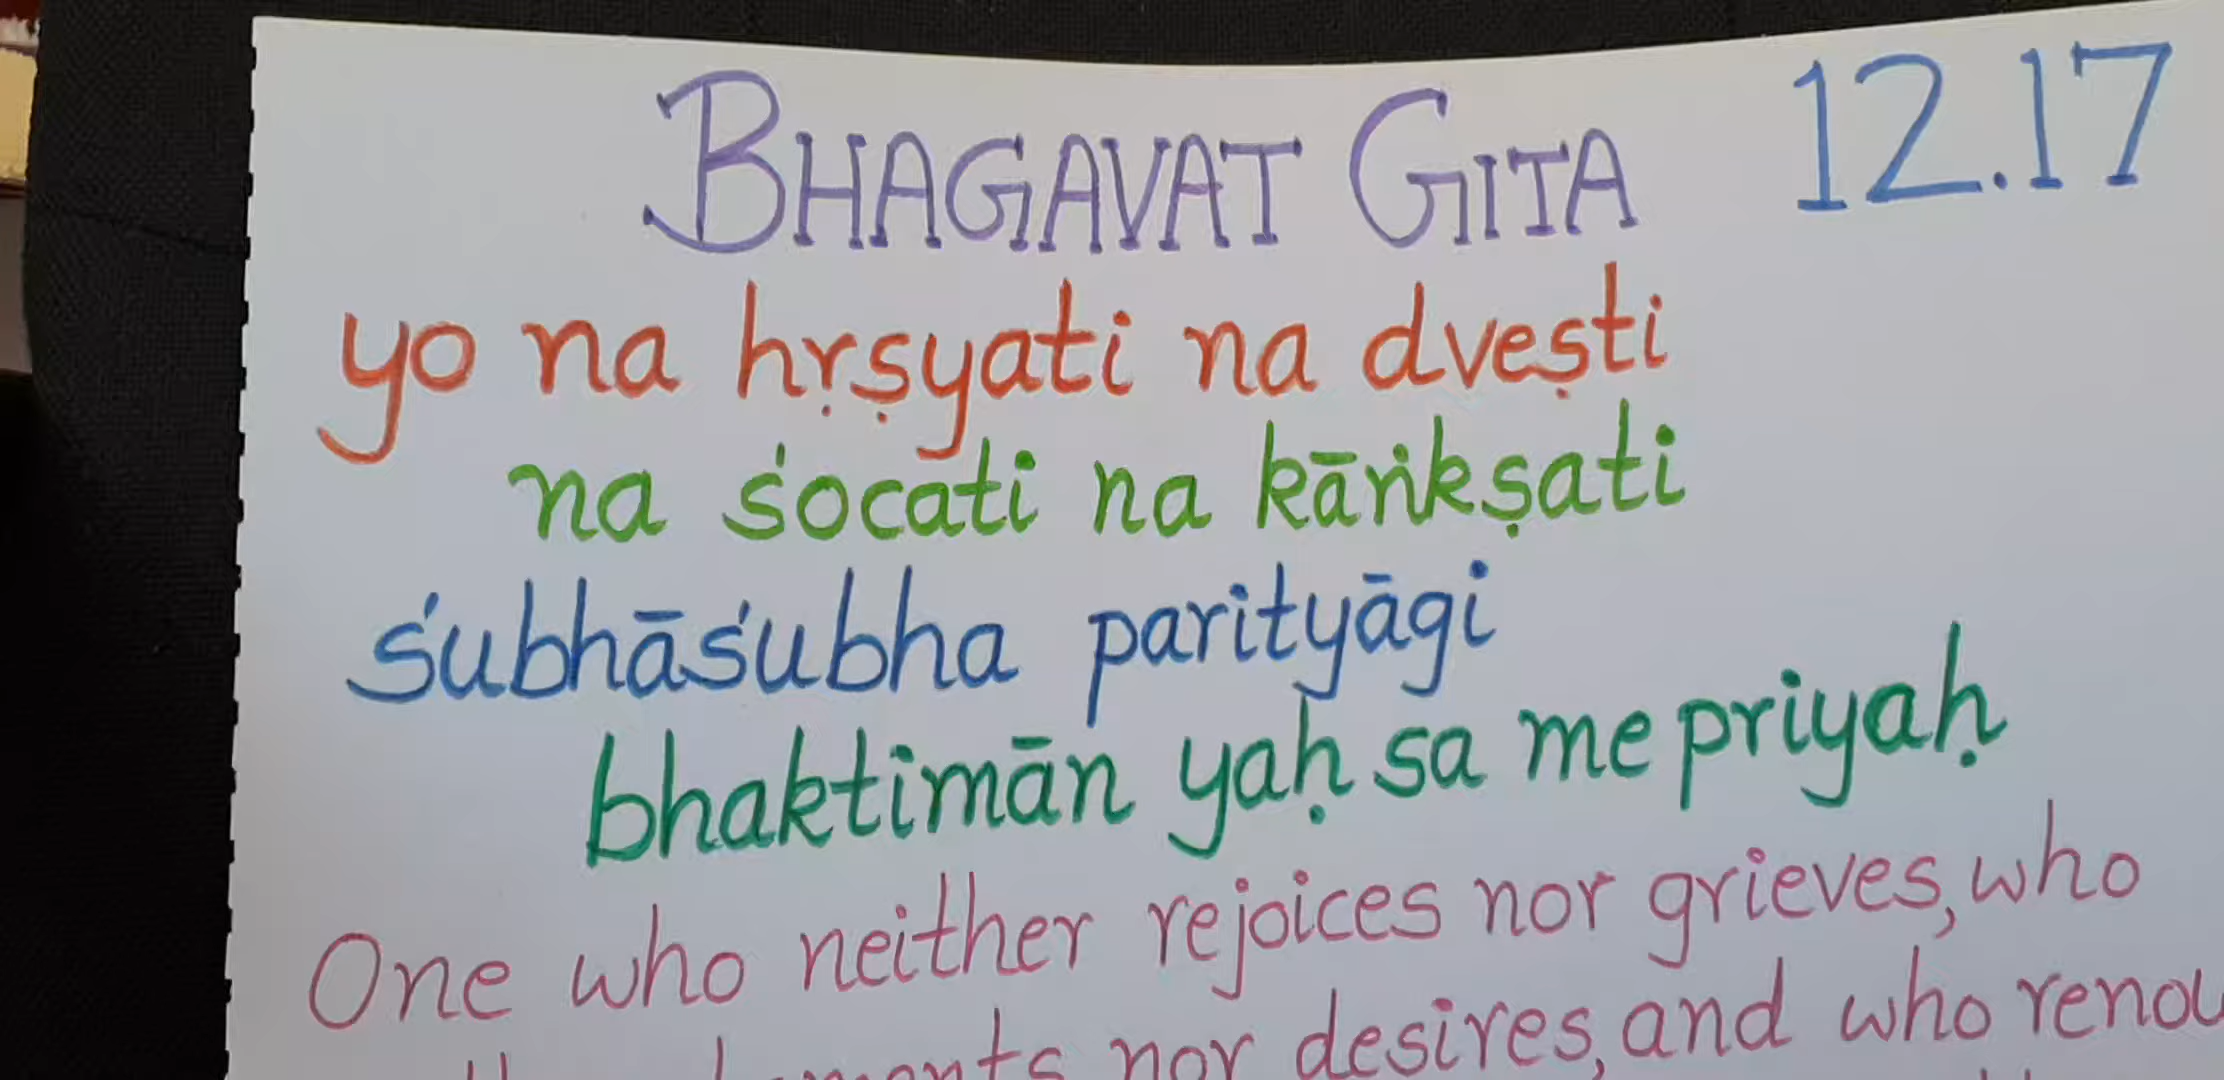 BHAGAVAT GITA 12.17
yo na hṛṣyati na dveṣti
na śocati na kāṅkṣati
śubhāśubha parityāgi
bhaktimān yaḥ sa me priyaḥ
One who neither rejoices nor grieves, who
nor desires, and who